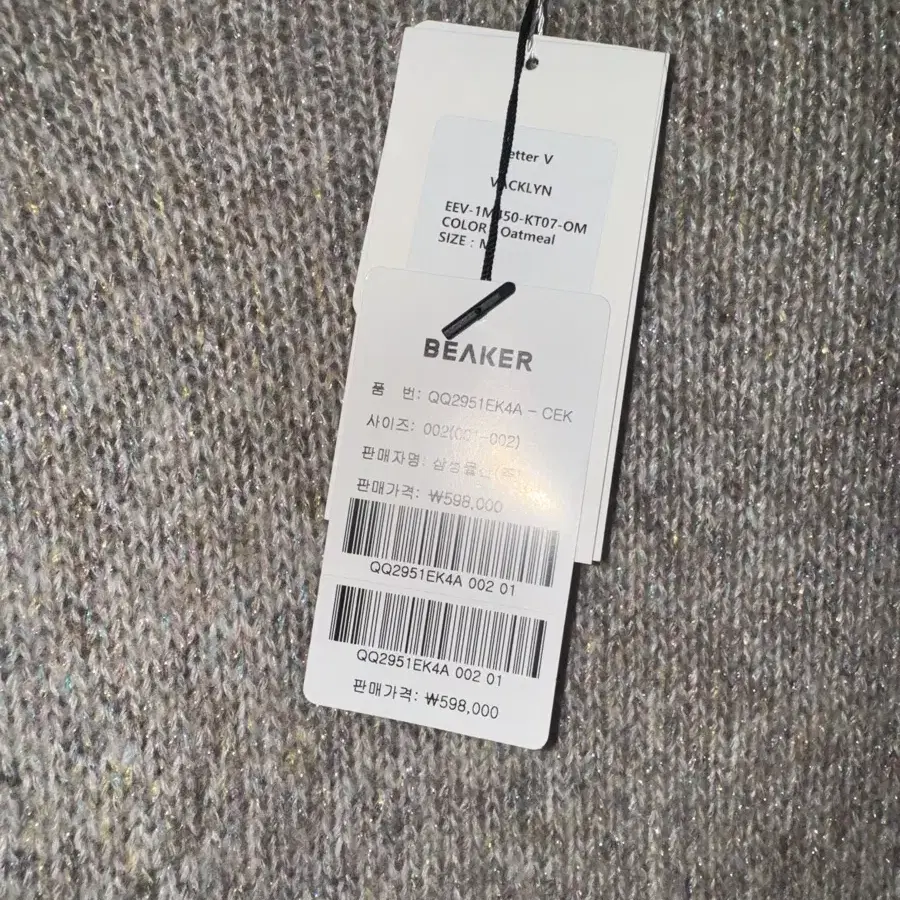 etter V
V CKLYN
EEV-1M 450-KT07-OM
COLOR Oatmeal
SIZE : M
BEAKER
품 번: QQ2951EK4A - CEK
사이즈: 002(001-002)
판매자명:
판매가격: ₩598,000
QQ2951EK4A 002 01
QQ2951EK4A 002 01
판매가격: ₩598,000